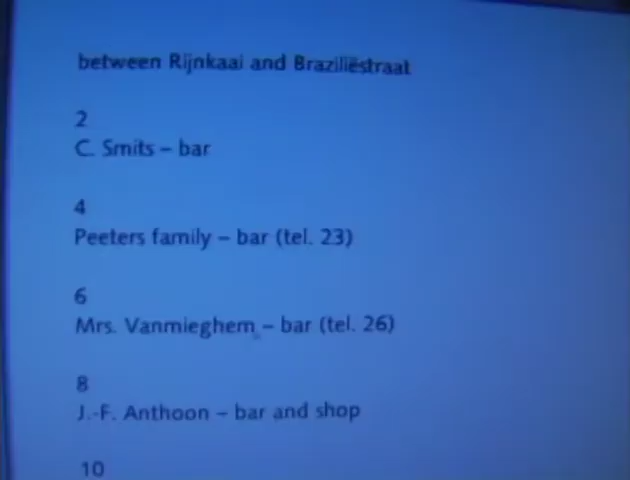 between Rijnkaai and Braziliëstraat
2
C. Smits – bar
4
Peeters family – bar (tel. 23)
6
Mrs. Vanmieghem – bar (tel. 26)
8
J.-F. Anthoon – bar and shop
10